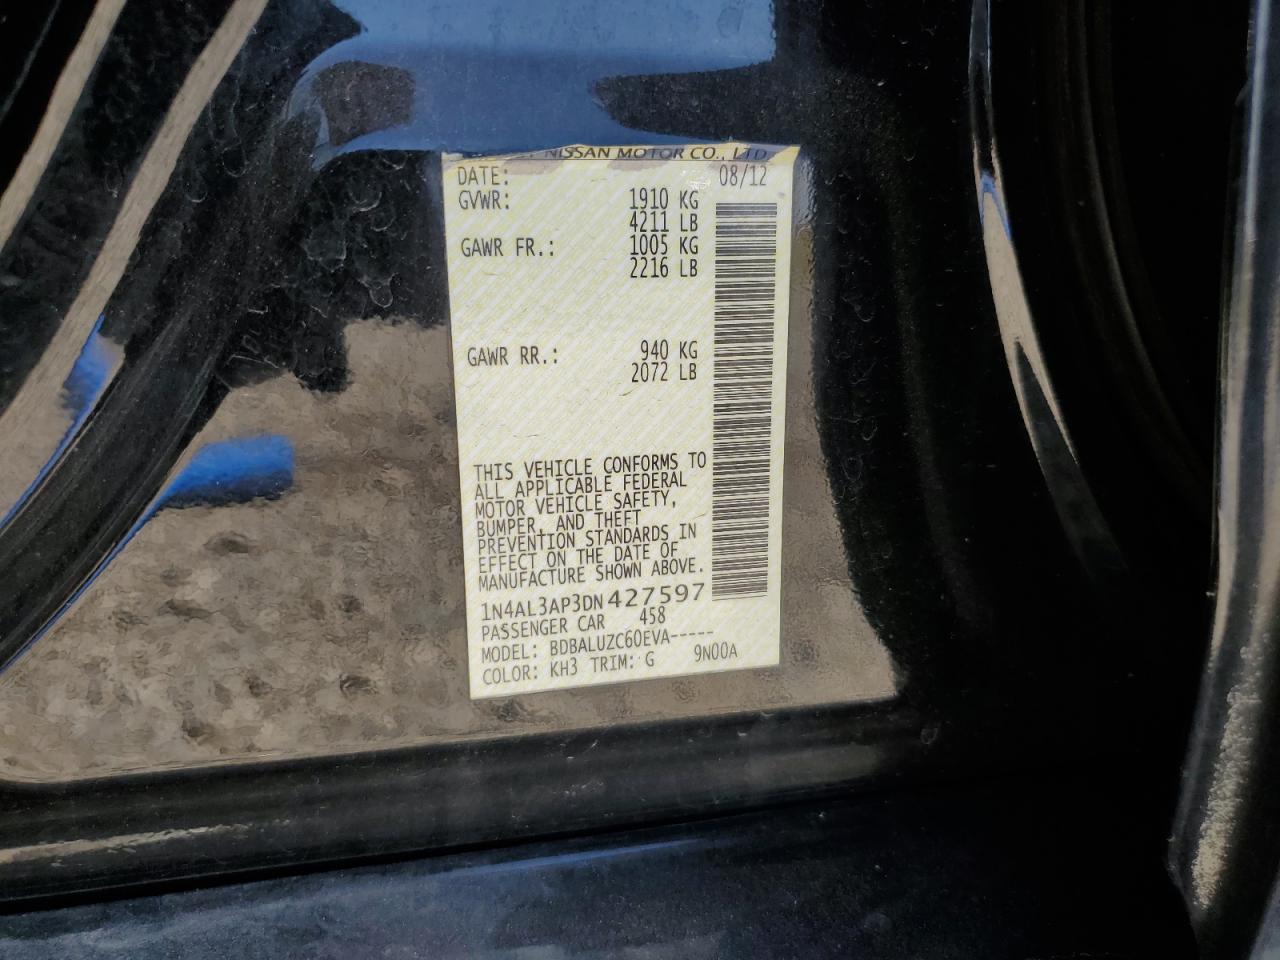 NISSAN MOTOR CO., LTD
DATE: 08/12
GVWR: 1910 KG
4211 LB
GAWR FR.: 1005 KG
2216 LB
GAWR RR.: 940 KG
2072 LB
THIS VEHICLE CONFORMS TO
ALL APPLICABLE FEDERAL
MOTOR VEHICLE SAFETY,
BUMPER, AND THEFT
PREVENTION STANDARDS IN
EFFECT ON THE DATE OF
MANUFACTURE SHOWN ABOVE.
1N4AL3AP3DN427597
PASSENGER CAR 458
MODEL: BDBALUZC60EVA-----
COLOR: KH3 TRIM: G 9N00A